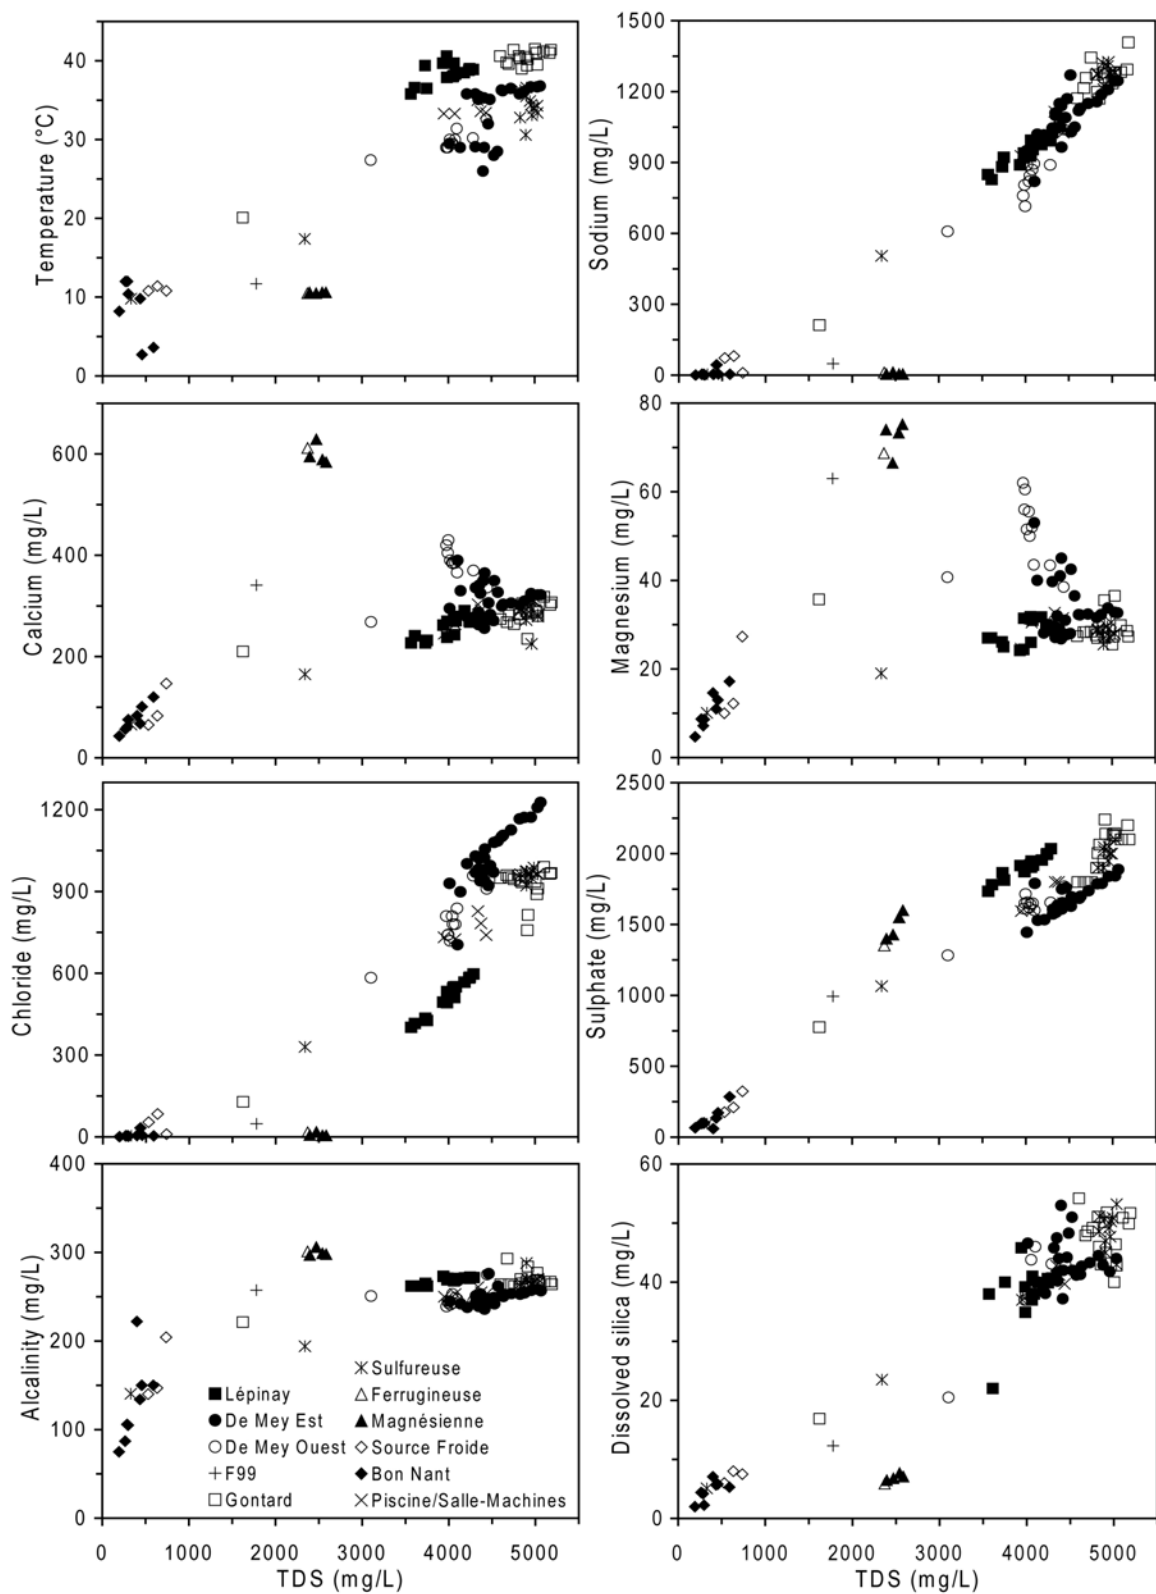 Temperature (°C)
40
30
20
10
0
Sodium (mg/L)
1500
1200
900
600
300
0
Calcium (mg/L)
600
400
200
0
Magnesium (mg/L)
80
60
40
20
0
Chloride (mg/L)
1200
900
600
300
0
Sulphate (mg/L)
2500
2000
1500
1000
500
0
Alcalinity (mg/L)
400
300
200
100
0
Sulfureuse
Lépinay
Ferrugineuse
De Mey Est
Magnésienne
De Mey Ouest
Source Froide
F99
Bon Nant
Gontard
Piscine/Salle-Machines
0 1000 2000 3000 4000 5000
TDS (mg/L)
Dissolved silica (mg/L)
60
40
20
0
0 1000 2000 3000 4000 5000
TDS (mg/L)